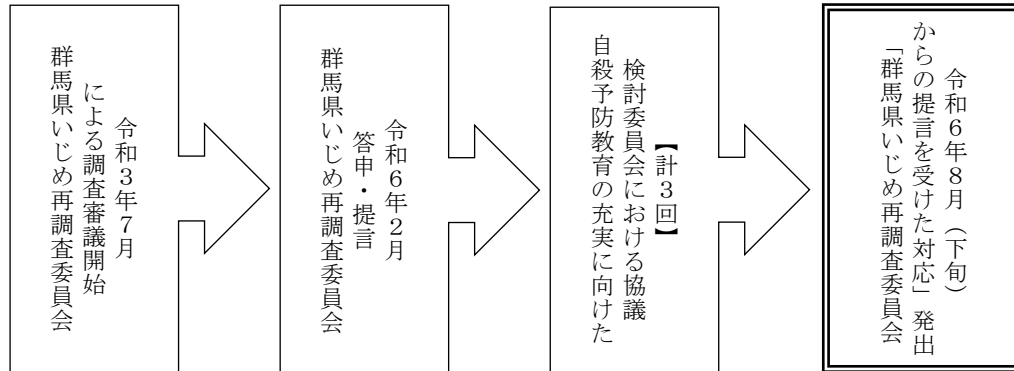 群馬県いじめ再調査委員会
による調査審議開始
令和３年７月
群馬県いじめ再調査委員会
答申・提言
令和６年２月
自殺予防教育の充実に向けた
検討委員会における協議
【計３回】
「群馬県いじめ再調査委員会
からの提言を受けた対応」発出
令和６年８月（下旬）